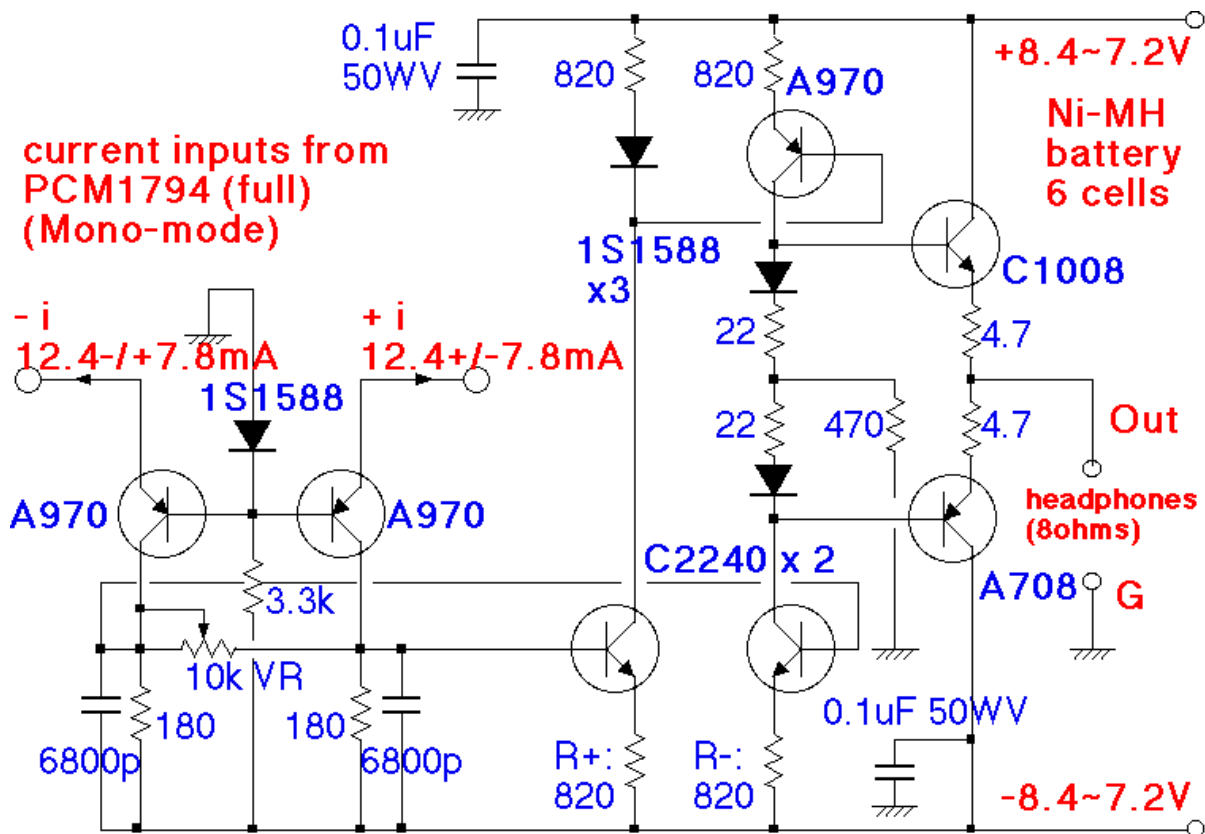 0.1uF
50WV
820
820
A970
+8.4~7.2V
Ni-MH
battery
6 cells
current inputs from
PCM1794 (full)
(Mono-mode)
1S1588
x3
C1008
- i
12.4-/+7.8mA
+ i
12.4+/-7.8mA
1S1588
22
4.7
22
470
4.7
Out
A970
A970
headphones
(8ohms)
C2240 x 2
A708
G
3.3k
10k VR
180
180
6800p
6800p
R+:
820
R-:
820
0.1uF 50WV
-8.4~7.2V